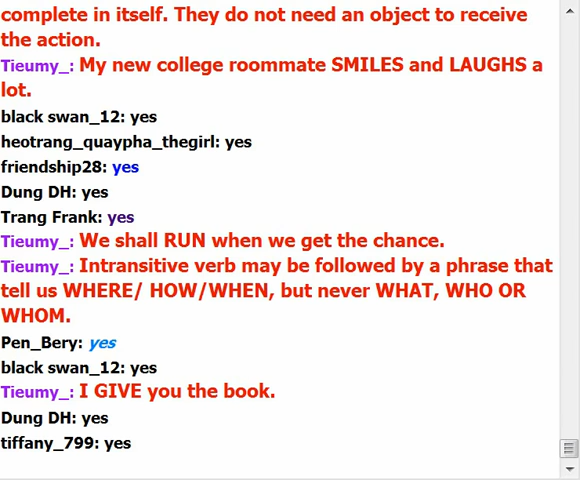 complete in itself. They do not need an object to receive
the action.
Tieumy_: My new college roommate SMILES and LAUGHS a
lot.
black swan_12: yes
heotrang_quaypha_thegirl: yes
friendship28: yes
Dung DH: yes
Trang Frank: yes
Tieumy_: We shall RUN when we get the chance.
Tieumy_: Intransitive verb may be followed by a phrase that
tell us WHERE/ HOW/WHEN, but never WHAT, WHO OR
WHOM.
Pen_Bery: yes
black swan_12: yes
Tieumy_: I GIVE you the book.
Dung DH: yes
tiffany_799: yes